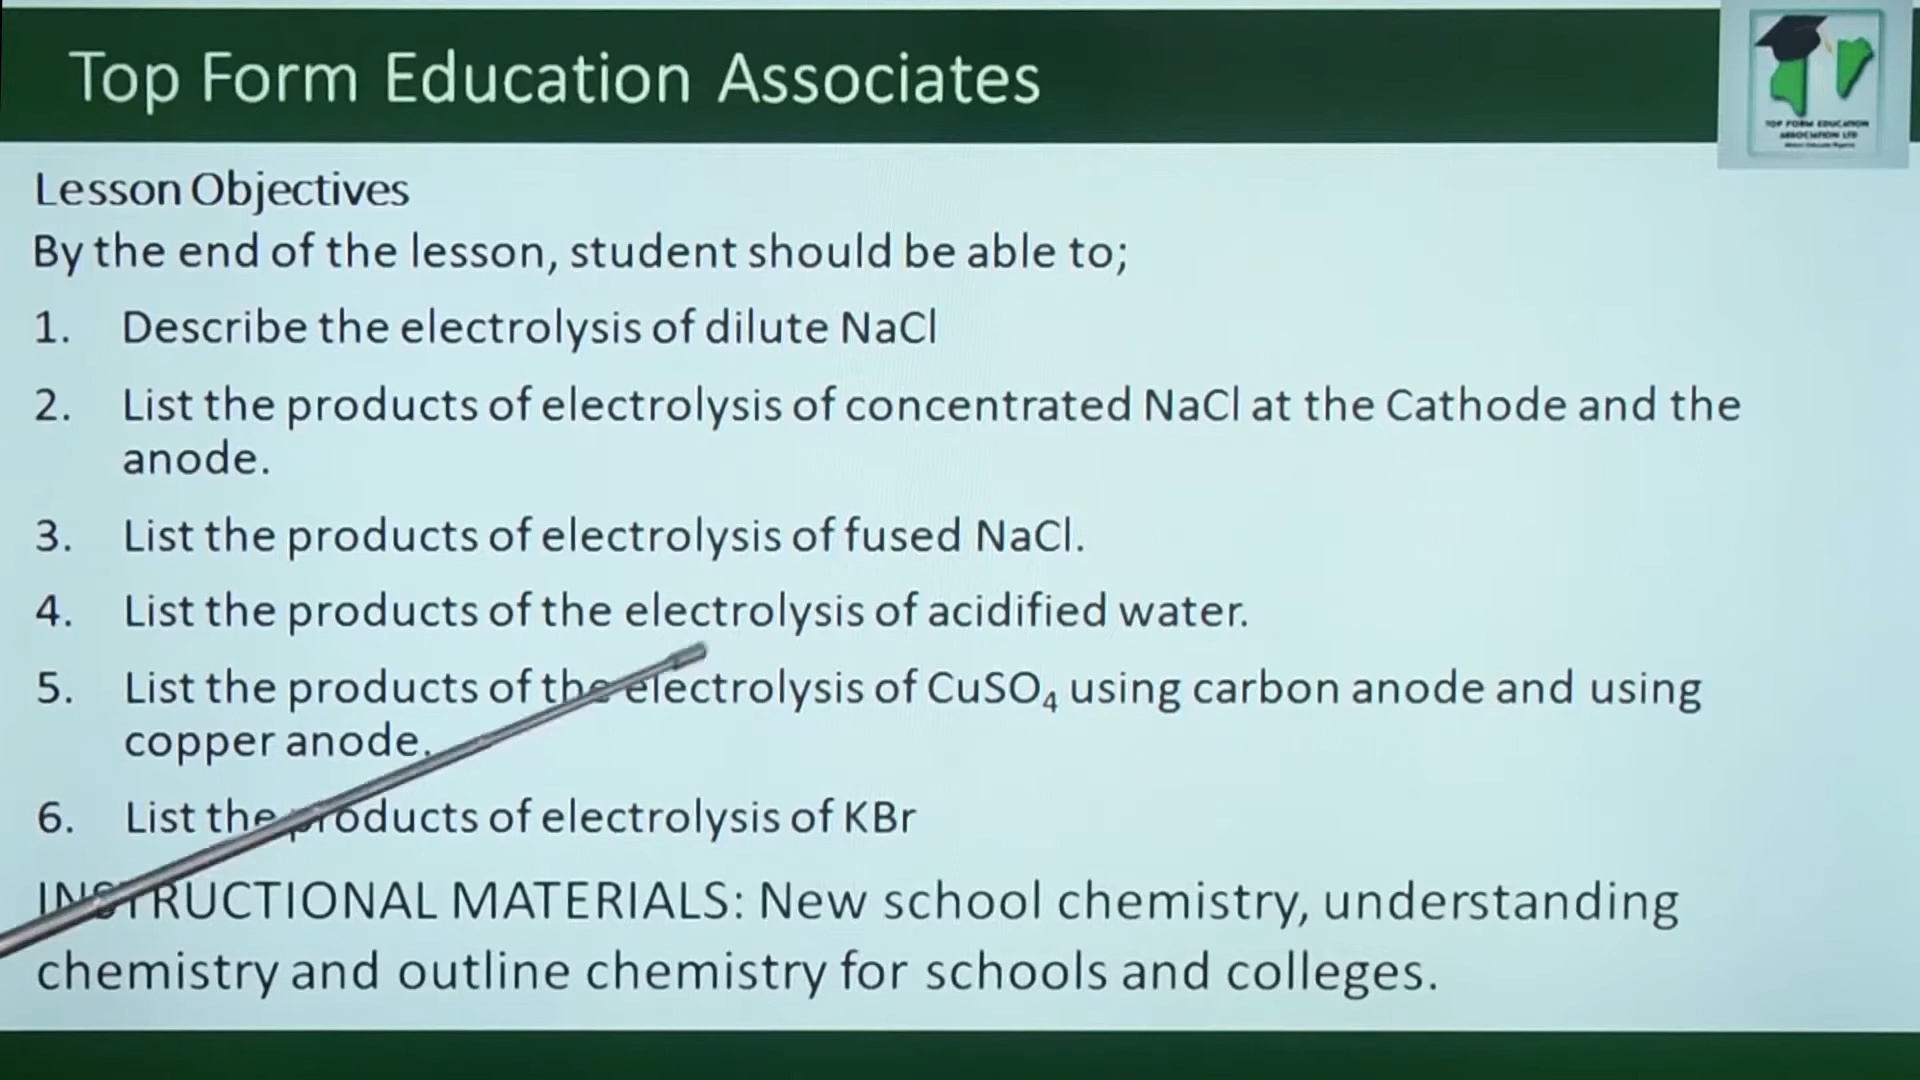 Top Form Education Associates
TOP FORM EDUCATION
ASSOCIATION LTD
Lesson Objectives
By the end of the lesson, student should be able to;
1. Describe the electrolysis of dilute NaCl
2. List the products of electrolysis of concentrated NaCl at the Cathode and the
anode.
3. List the products of electrolysis of fused NaCl.
4. List the products of the electrolysis of acidified water.
5. List the products of the electrolysis of CuSO₄ using carbon anode and using
copper anode.
6. List the products of electrolysis of KBr
INSTRUCTIONAL MATERIALS: New school chemistry, understanding
chemistry and outline chemistry for schools and colleges.